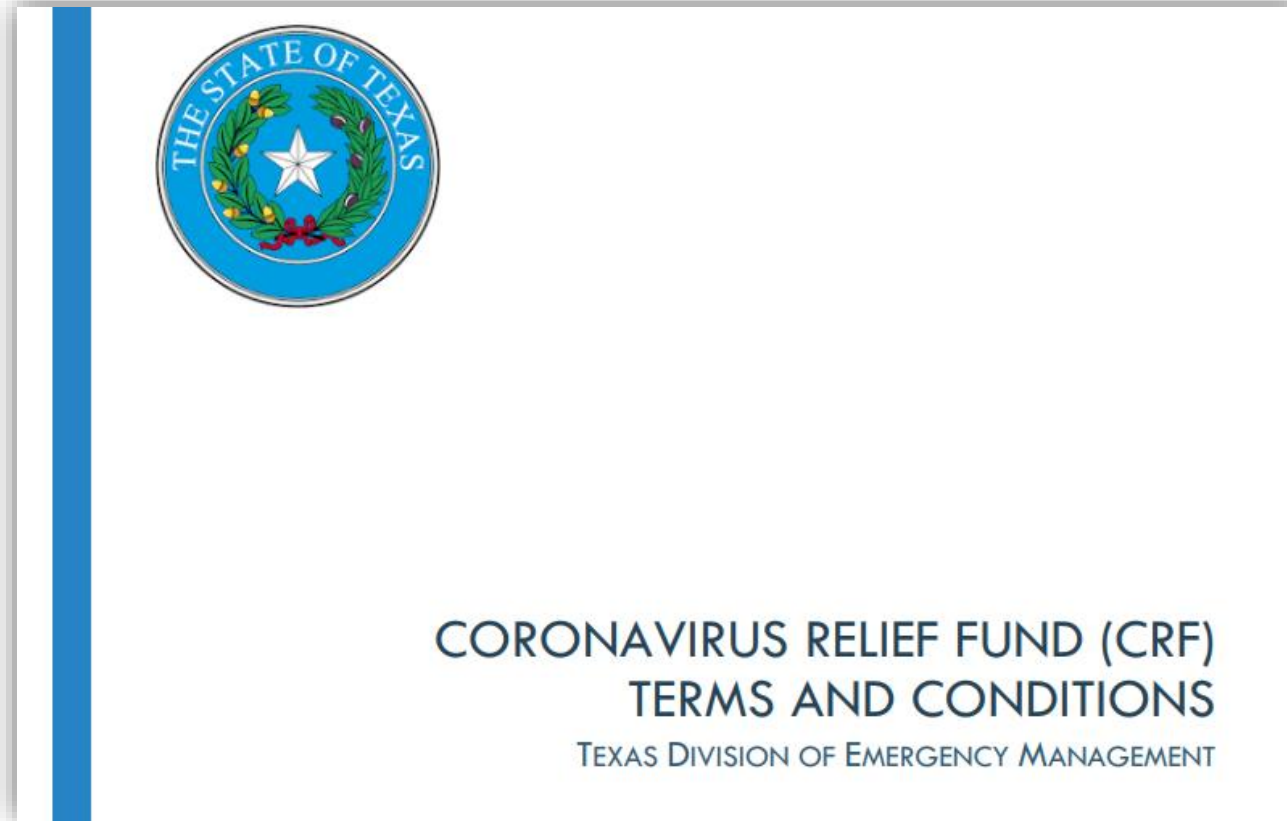 THE STATE OF TEXAS
CORONAVIRUS RELIEF FUND (CRF)
TERMS AND CONDITIONS
TEXAS DIVISION OF EMERGENCY MANAGEMENT